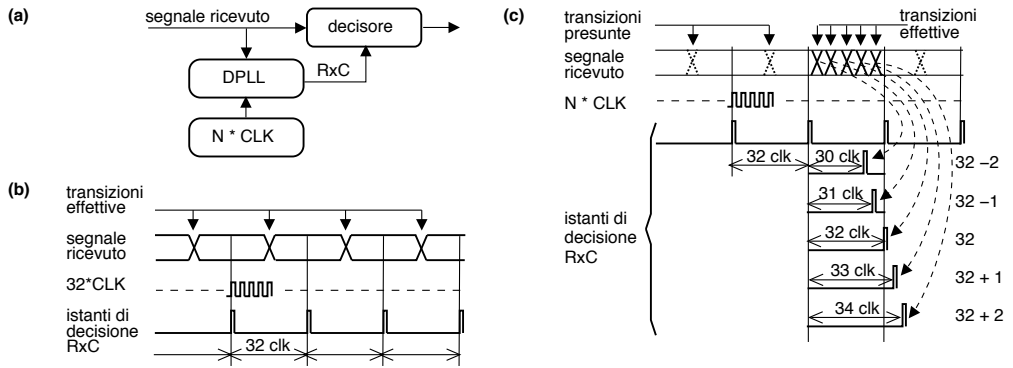 (a)
segnale ricevuto
decisore
DPLL
RxC
N * CLK
(b)
transizioni
effettive
segnale
ricevuto
32*CLK
istanti di
decisione
RxC
32 clk
(c)
transizioni
presunte
transizioni
effettive
segnale
ricevuto
N * CLK
32 clk
30 clk
32 −2
31 clk
32 −1
istanti di
decisione
RxC
32 clk
32
33 clk
32 + 1
34 clk
32 + 2